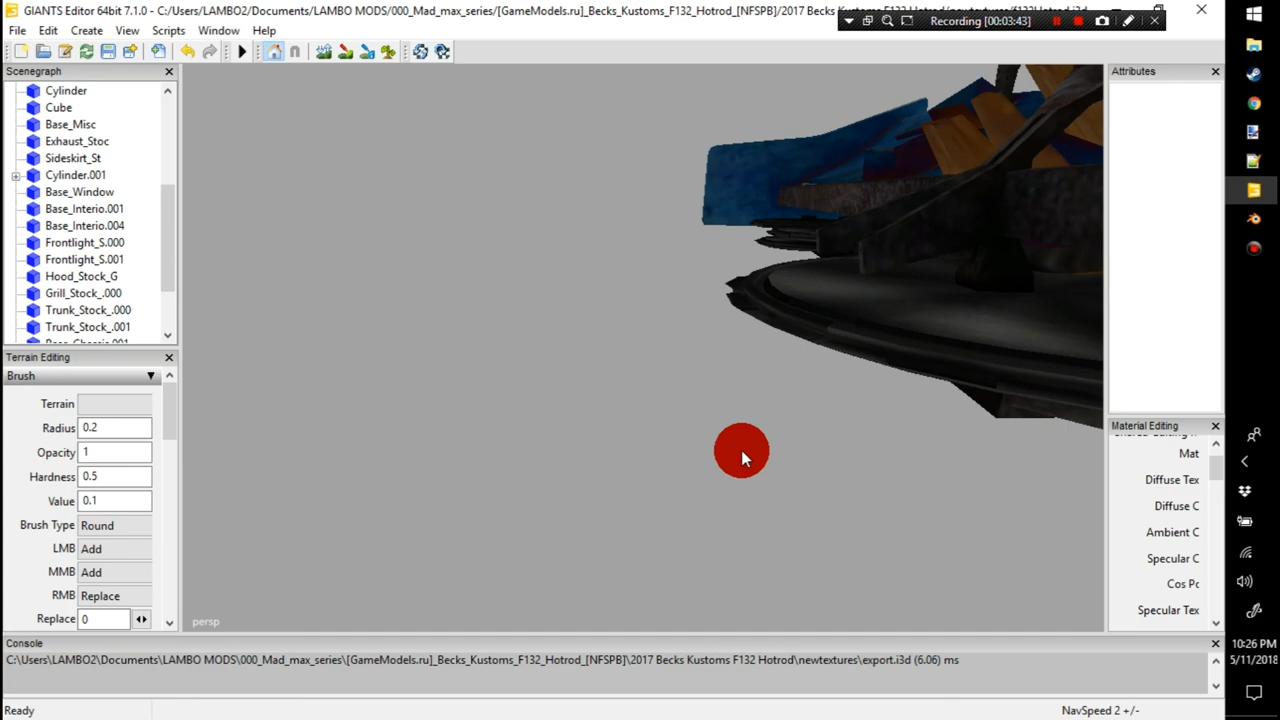 GIANTS Editor 64bit 7.1.0 - C:/Users/LAMBO2/Documents/LAMBO MODS/000_Mad_max_series/[GameModels.ru]_Becks_Kustoms_F132_Hotrod_[NFSPB]/2017 Becks Kustoms F132 Hotrod/newtextures/f132Hotrod.i3d
Recording [00:03:43]
File Edit Create View Scripts Window Help
Scenegraph
Cylinder
Cube
Base_Misc
Exhaust_Stoc
Sideskirt_St
Cylinder.001
Base_Window
Base_Interio.001
Base_Interio.004
Frontlight_S.000
Frontlight_S.001
Hood_Stock_G
Grill_Stock_.000
Trunk_Stock_.000
Trunk_Stock_.001
Base_Chassis.001
Terrain Editing
Brush
Terrain
Radius 0.2
Opacity 1
Hardness 0.5
Value 0.1
Brush Type Round
LMB Add
MMB Add
RMB Replace
Replace 0
persp
Attributes
Material Editing
Mat
Diffuse Tex
Diffuse C
Ambient C
Specular C
Cos Po
Specular Tex
Console
C:\Users\LAMBO2\Documents\LAMBO MODS\000_Mad_max_series\[GameModels.ru]_Becks_Kustoms_F132_Hotrod_[NFSPB]\2017 Becks Kustoms F132 Hotrod\newtextures\export.i3d (6.06) ms
Ready
NavSpeed 2 +/-
10:26 PM
5/11/2018